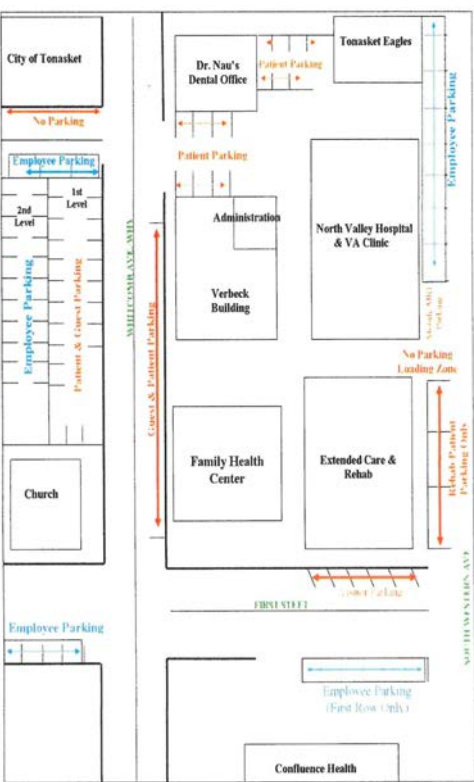 City of Tonasket
Dr. Nau's
Dental Office
Patient Parking
Tonasket Eagles
No Parking
Employee Parking
Patient Parking
Employee Parking
1st
Level
2nd
Level
Administration
North Valley Hospital
& VA Clinic
WHITCOMB AVE.
Verbeck
Building
Employee Parking
Patient & Guest Parking
Guest & Patient Parking
Parking
No Parking
Loading Zone
Family Health
Center
Extended Care &
Rehab
Rehab Patient
Parking Only
Church
Visitor Parking
FIRST STREET
SOUTH WESTERN AVE
Employee Parking
Employee Parking
(First Row Only)
Confluence Health